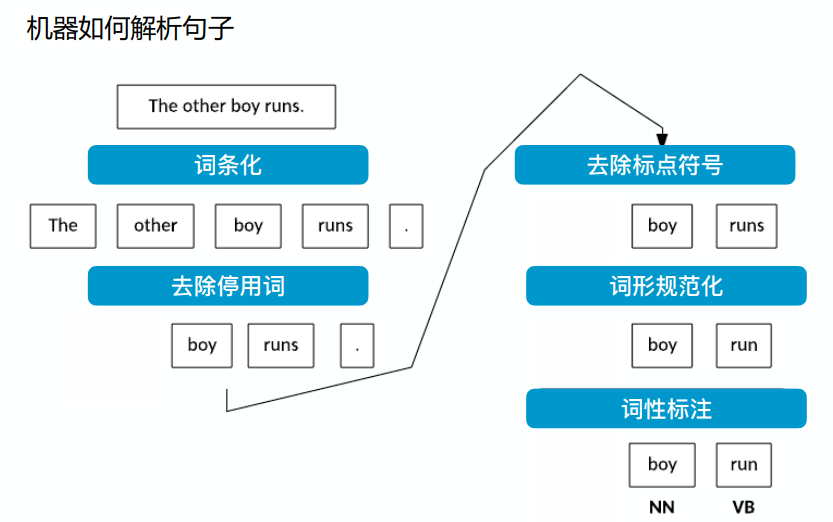 机器如何解析句子
The other boy runs.
词条化
The other boy runs .
去除停用词
boy runs .
去除标点符号
boy runs
词形规范化
boy run
词性标注
boy run
NN VB